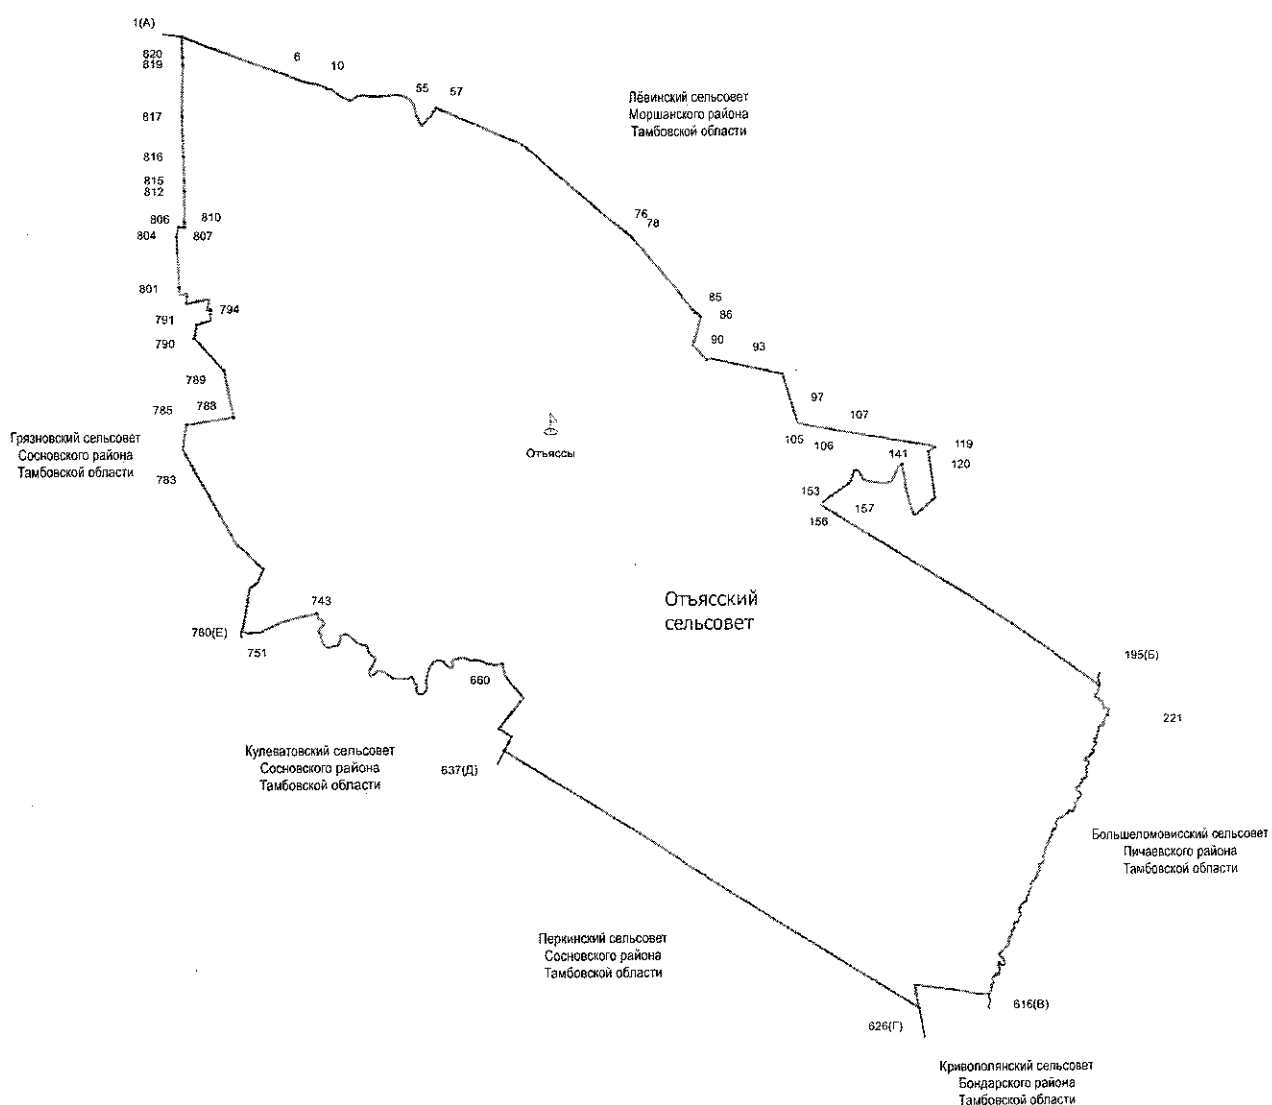 1(А)
820
819
6
10
55
57
Лёвинский сельсовет
Моршанского района
Тамбовской области
817
816
815
812
806
810
804
807
76
78
801
794
791
790
85
86
90
93
789
788
785
97
107
105
106
119
120
141
Грязновский сельсовет
Сосновского района
Тамбовской области
783
Отъяссы
153
156
157
Отъясский
сельсовет
743
760(Е)
751
660
195(Б)
221
Кулеватовский сельсовет
Сосновского района
Тамбовской области
637(Д)
Большеломовисский сельсовет
Пичаевского района
Тамбовской области
Перкинский сельсовет
Сосновского района
Тамбовской области
616(В)
626(Г)
Кривополянский сельсовет
Бондарского района
Тамбовской области